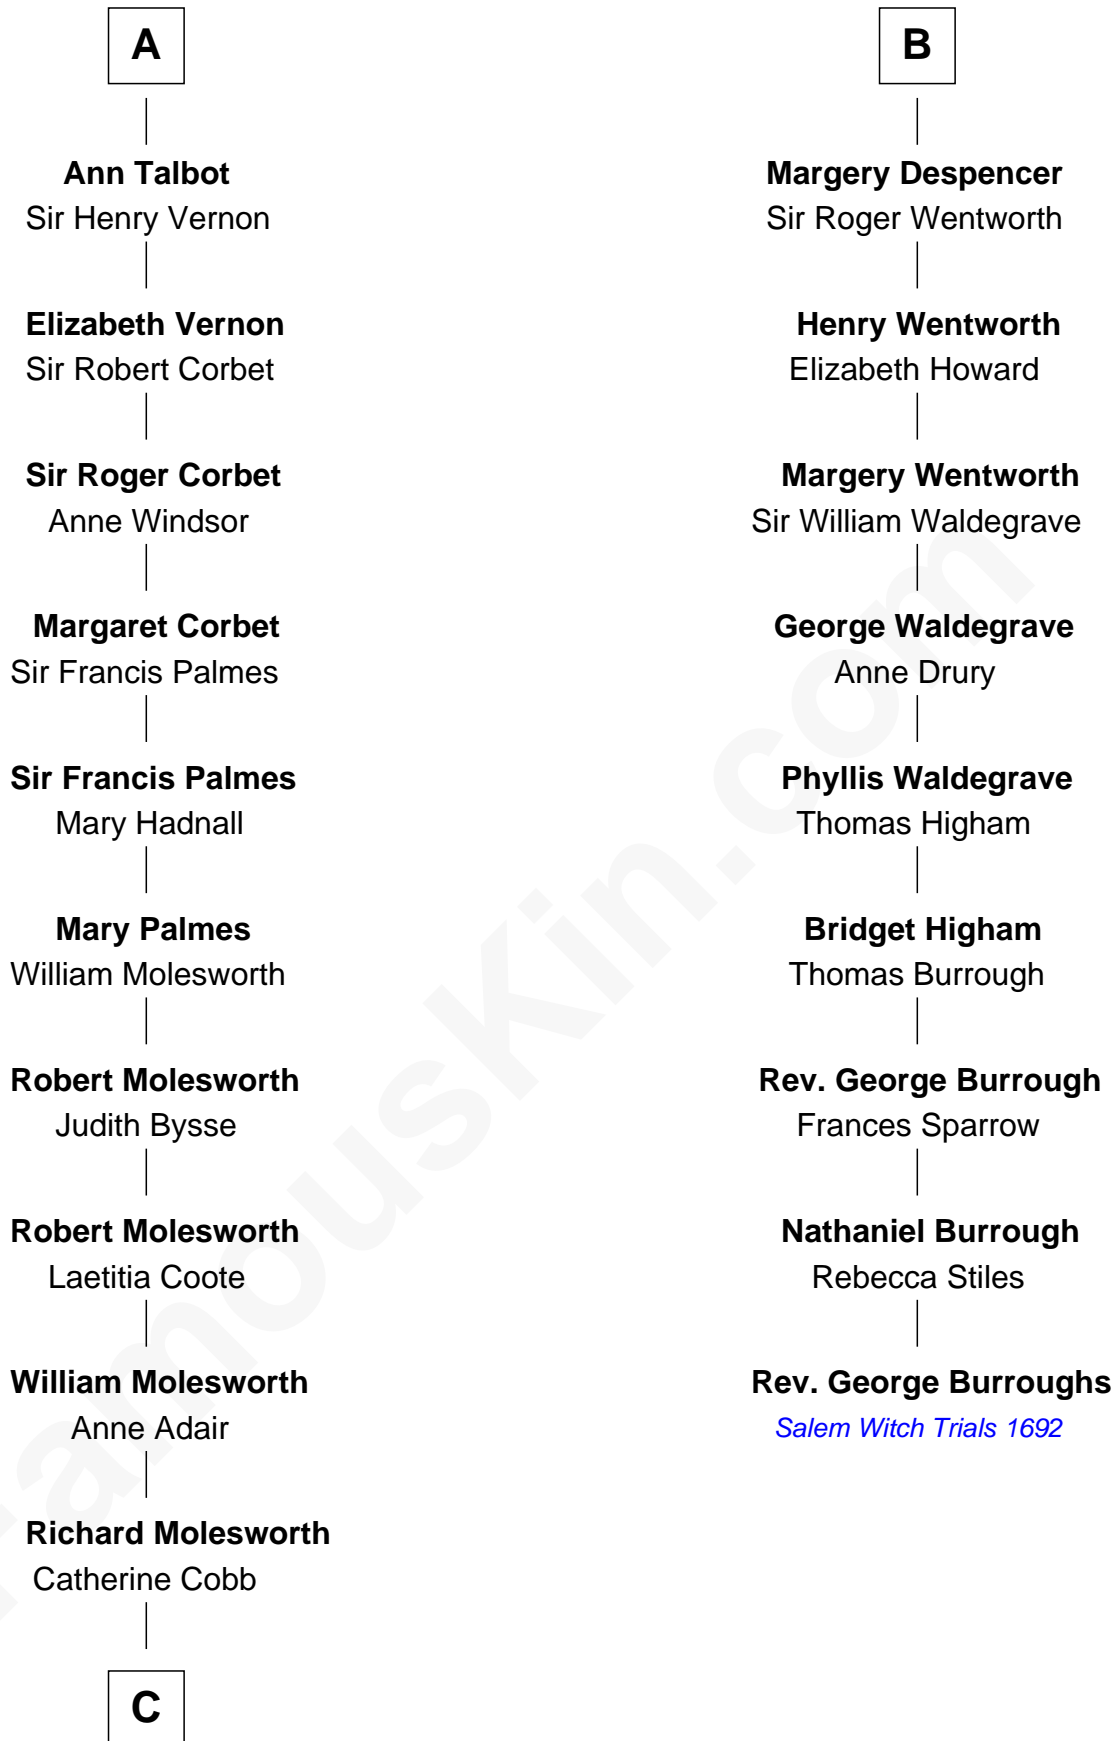 A
Ann Talbot
Sir Henry Vernon
Elizabeth Vernon
Sir Robert Corbet
Sir Roger Corbet
Anne Windsor
Margaret Corbet
Sir Francis Palmes
Sir Francis Palmes
Mary Hadnall
Mary Palmes
William Molesworth
Robert Molesworth
Judith Bysse
Robert Molesworth
Laetitia Coote
William Molesworth
Anne Adair
Richard Molesworth
Catherine Cobb
C
B
Margery Despencer
Sir Roger Wentworth
Henry Wentworth
Elizabeth Howard
Margery Wentworth
Sir William Waldegrave
George Waldegrave
Anne Drury
Phyllis Waldegrave
Thomas Higham
Bridget Higham
Thomas Burrough
Rev. George Burrough
Frances Sparrow
Nathaniel Burrough
Rebecca Stiles
Rev. George Burroughs
Salem Witch Trials 1692
FamousKin.com